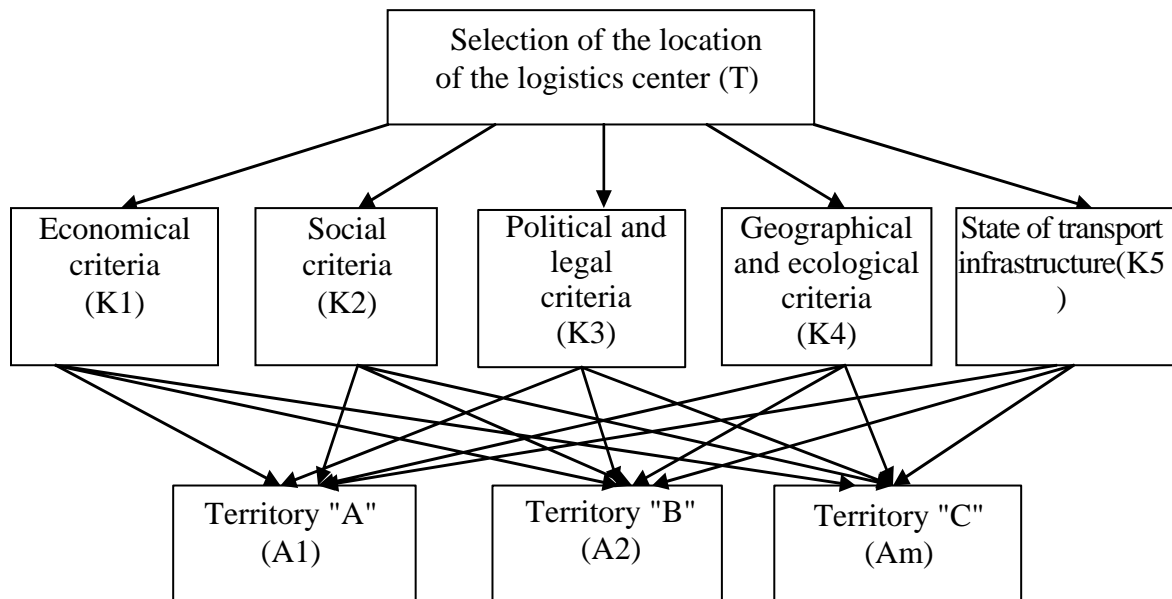 Selection of the location
of the logistics center (T)
Economical
criteria
(K1)
Social
criteria
(K2)
Political and
legal
criteria
(K3)
Geographical
and ecological
criteria
(K4)
State of transport
infrastructure(K5
)
Territory "A"
(A1)
Territory "B"
(A2)
Territory "C"
(Am)